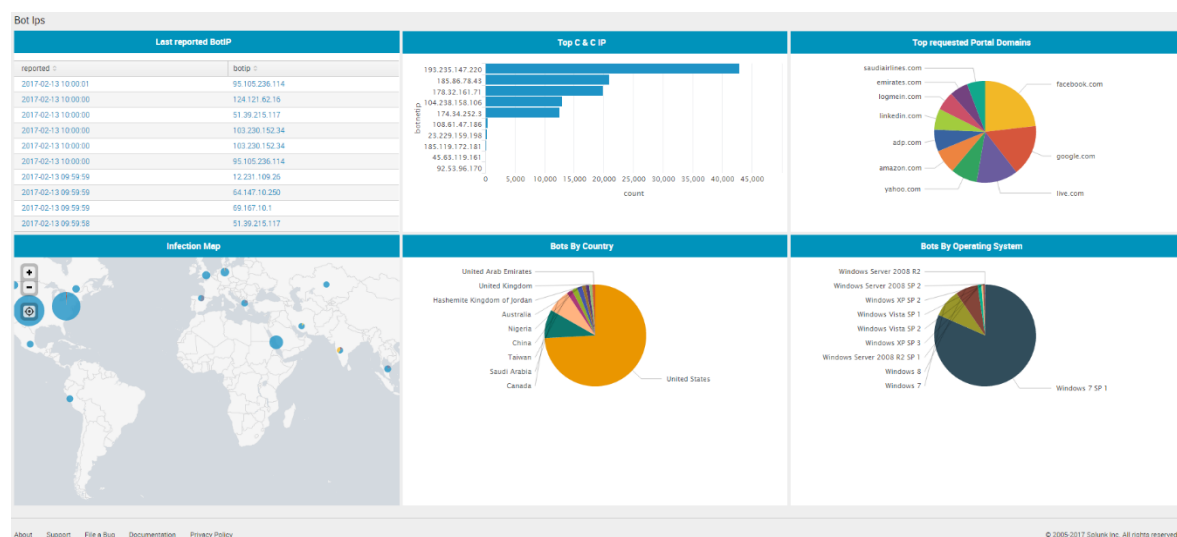 Bot Ips
Last reported BotIP
reported botip
2017-02-13 10:00:01 95.105.236.114
2017-02-13 10:00:00 124.121.62.16
2017-02-13 10:00:00 51.39.215.117
2017-02-13 10:00:00 103.230.152.34
2017-02-13 10:00:00 103.230.152.34
2017-02-13 10:00:00 95.105.236.114
2017-02-13 09:59:59 12.231.109.26
2017-02-13 09:59:59 64.147.10.250
2017-02-13 09:59:59 69.167.10.1
2017-02-13 09:59:58 51.39.215.117
Top C & C IP
botnetip
193.235.147.220
185.86.78.43
178.32.161.71
104.238.158.106
174.34.252.3
108.61.47.186
23.229.159.198
185.119.172.181
45.63.119.161
92.53.96.170
0 5,000 10,000 15,000 20,000 25,000 30,000 35,000 40,000 45,000
count
Top requested Portal Domains
saudiairlines.com
emirates.com
logmein.com
linkedin.com
adp.com
amazon.com
yahoo.com
facebook.com
google.com
live.com
Infection Map
+
−
Bots By Country
United Arab Emirates
United Kingdom
Hashemite Kingdom of Jordan
Australia
Nigeria
China
Taiwan
Saudi Arabia
Canada
United States
Bots By Operating System
Windows Server 2008 R2
Windows Server 2008 SP 2
Windows XP SP 2
Windows Vista SP 1
Windows Vista SP 2
Windows XP SP 3
Windows Server 2008 R2 SP 1
Windows 8
Windows 7
Windows 7 SP 1
About Support File a Bug Documentation Privacy Policy
© 2005-2017 Splunk Inc. All rights reserved